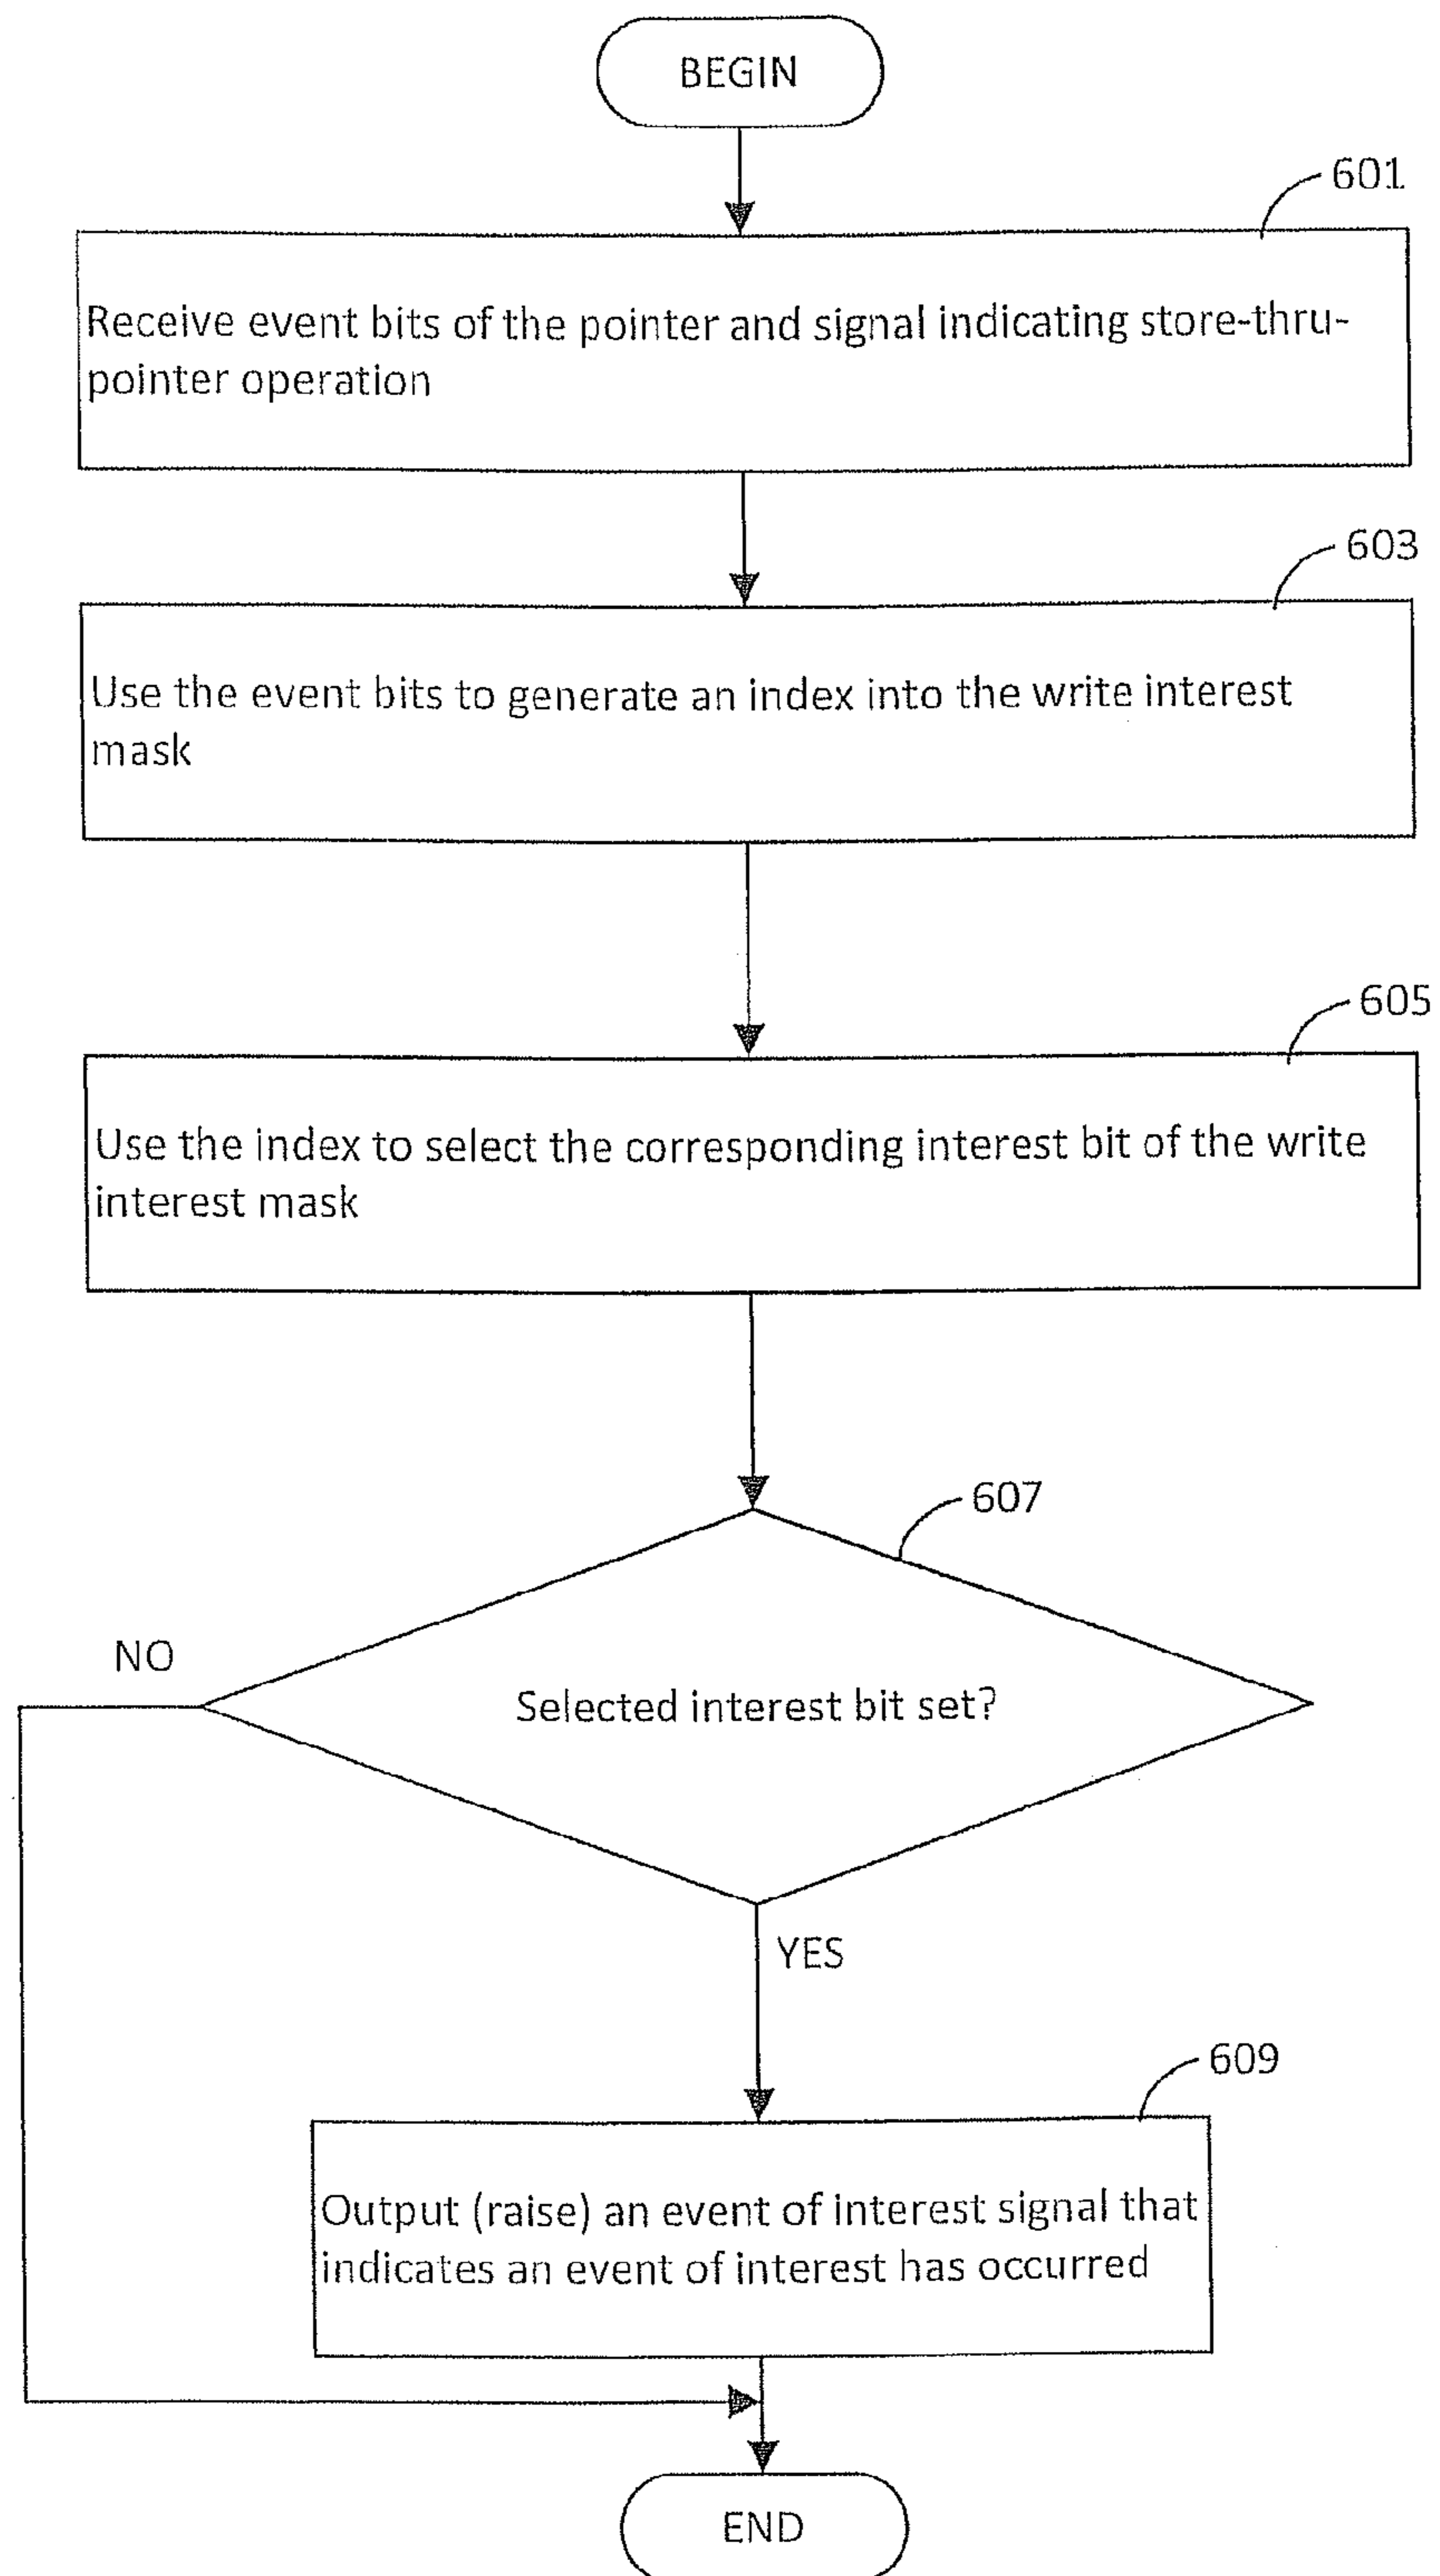 BEGIN
601
Receive event bits of the pointer and signal indicating store-thru-
pointer operation
603
Use the event bits to generate an index into the write interest
mask
605
Use the index to select the corresponding interest bit of the write
interest mask
607
NO
Selected interest bit set?
YES
609
Output (raise) an event of interest signal that
indicates an event of interest has occurred
END